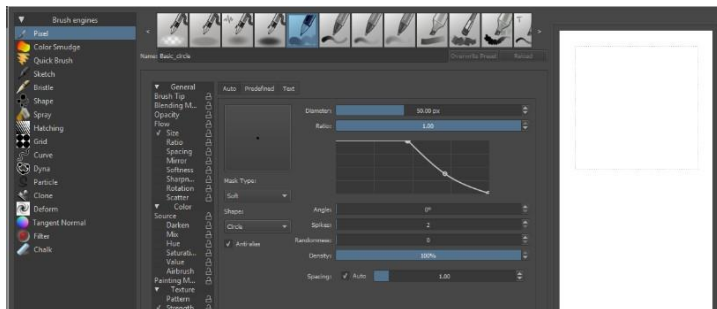 Brush engines
Pixel
Color Smudge
Quick Brush
Sketch
Bristle
Shape
Spray
Hatching
Grid
Curve
Dyna
Particle
Clone
Deform
Tangent Normal
Filter
Chalk
Name: Basic_circle
Overwrite Preset Reload
General
Brush Tip
Blending M...
Opacity
Flow
Size
Ratio
Spacing
Mirror
Softness
Sharpn...
Rotation
Scatter
Color
Source
Darken
Mix
Hue
Saturati...
Value
Airbrush
Painting M...
Texture
Pattern
Strength
Auto Predefined Text
Mask Type:
Soft
Shape:
Circle
Anti-alias
Diameter: 50.00 px
Ratio: 1.00
Angle: 0°
Spikes: 2
Randomness: 0
Density: 100%
Spacing: Auto 1.00